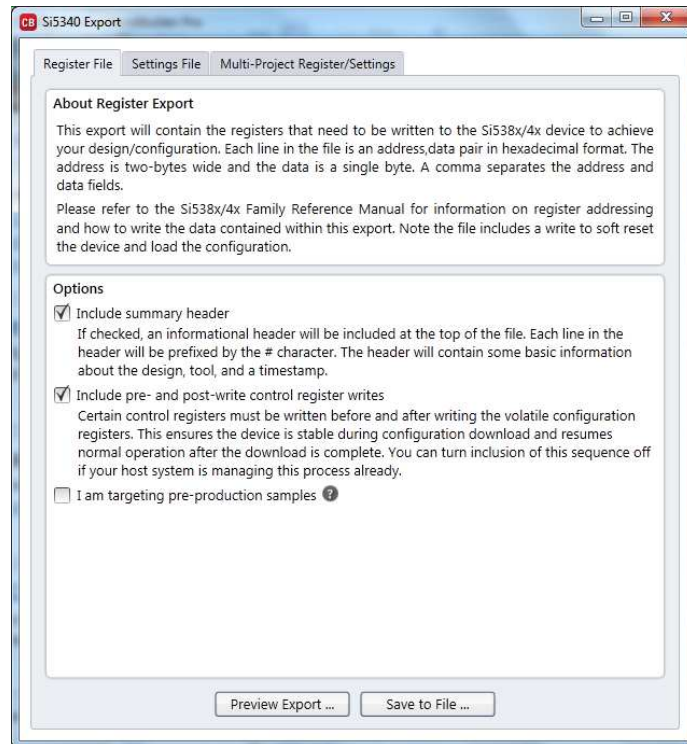 CB Si5340 Export
Register File Settings File Multi-Project Register/Settings
About Register Export
This export will contain the registers that need to be written to the Si538x/4x device to achieve
your design/configuration. Each line in the file is an address,data pair in hexadecimal format. The
address is two-bytes wide and the data is a single byte. A comma separates the address and
data fields.
Please refer to the Si538x/4x Family Reference Manual for information on register addressing
and how to write the data contained within this export. Note the file includes a write to soft reset
the device and load the configuration.
Options
Include summary header
If checked, an informational header will be included at the top of the file. Each line in the
header will be prefixed by the # character. The header will contain some basic information
about the design, tool, and a timestamp.
Include pre- and post-write control register writes
Certain control registers must be written before and after writing the volatile configuration
registers. This ensures the device is stable during configuration download and resumes
normal operation after the download is complete. You can turn inclusion of this sequence off
if your host system is managing this process already.
I am targeting pre-production samples ?
Preview Export ... Save to File ...